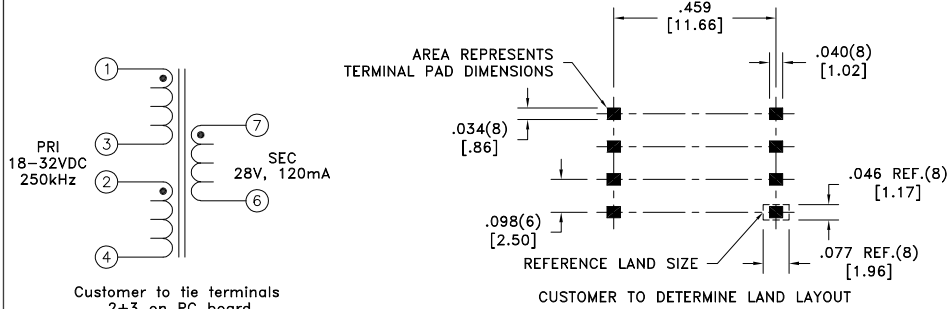 1
3
2
4
7
6
PRI
18-32VDC
250kHz
SEC
28V, 120mA
Customer to tie terminals
2+3 on PC board
.459
[11.66]
AREA REPRESENTS
TERMINAL PAD DIMENSIONS
.040(8)
[1.02]
.034(8)
[.86]
.098(6)
[2.50]
.046 REF.(8)
[1.17]
.077 REF.(8)
[1.96]
REFERENCE LAND SIZE
CUSTOMER TO DETERMINE LAND LAYOUT